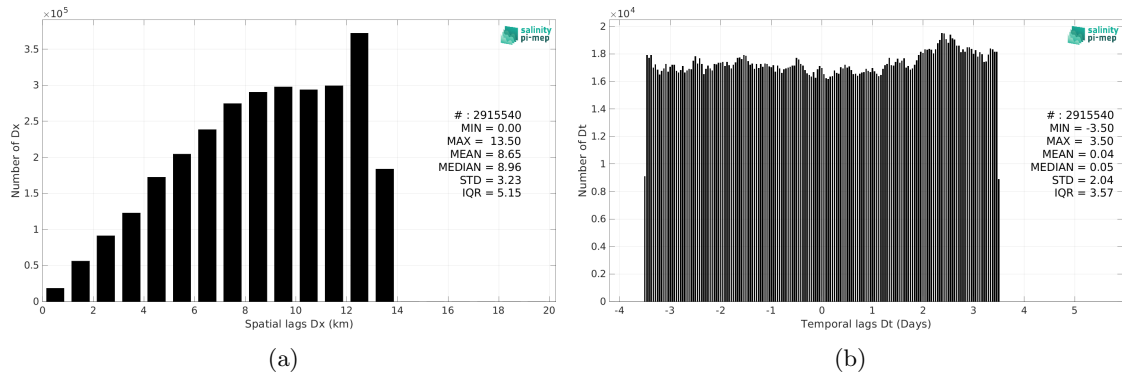 ×10⁵
salinity
pi-mep
3.5
3
2.5
2
1.5
1
0.5
0
Number of Dx
# : 2915540
MIN = 0.00
MAX = 13.50
MEAN = 8.65
MEDIAN = 8.96
STD = 3.23
IQR = 5.15
0 2 4 6 8 10 12 14 16 18 20
Spatial lags Dx (km)
(a)
×10⁴
salinity
pi-mep
2
1.8
1.6
1.4
1.2
1
0.8
0.6
0.4
0.2
0
Number of Dt
# : 2915540
MIN = -3.50
MAX = 3.50
MEAN = 0.04
MEDIAN = 0.05
STD = 2.04
IQR = 3.57
-4 -3 -2 -1 0 1 2 3 4 5
Temporal lags Dt (Days)
(b)